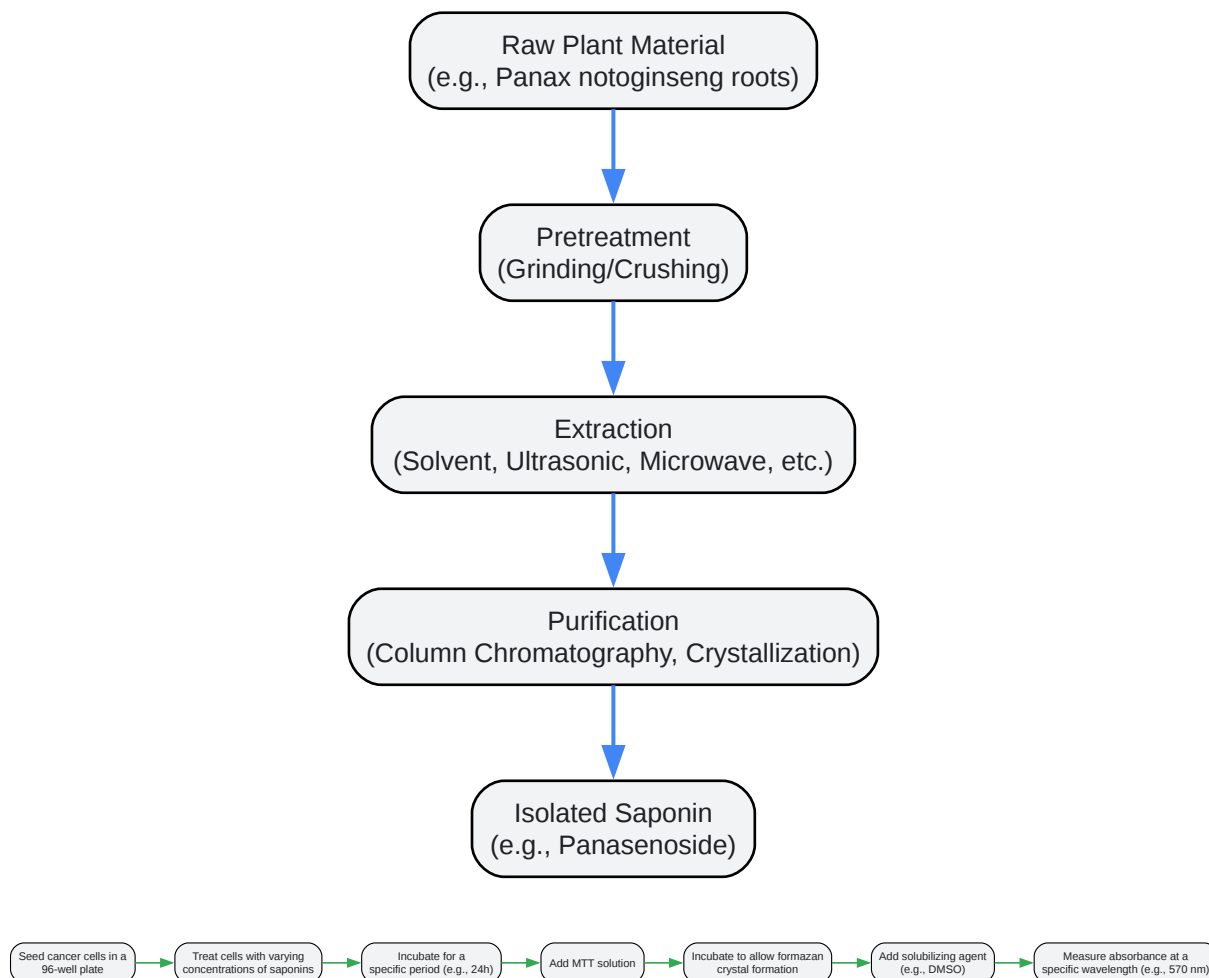 Raw Plant Material
(e.g., Panax notoginseng roots)
Pretreatment
(Grinding/Crushing)
Extraction
(Solvent, Ultrasonic, Microwave, etc.)
Purification
(Column Chromatography, Crystallization)
Isolated Saponin
(e.g., Panasenoside)
Seed cancer cells in a
96-well plate
Treat cells with varying
concentrations of saponins
Incubate for a
specific period (e.g., 24h)
Add MTT solution
Incubate to allow formazan
crystal formation
Add solubilizing agent
(e.g., DMSO)
Measure absorbance at a
specific wavelength (e.g., 570 nm)